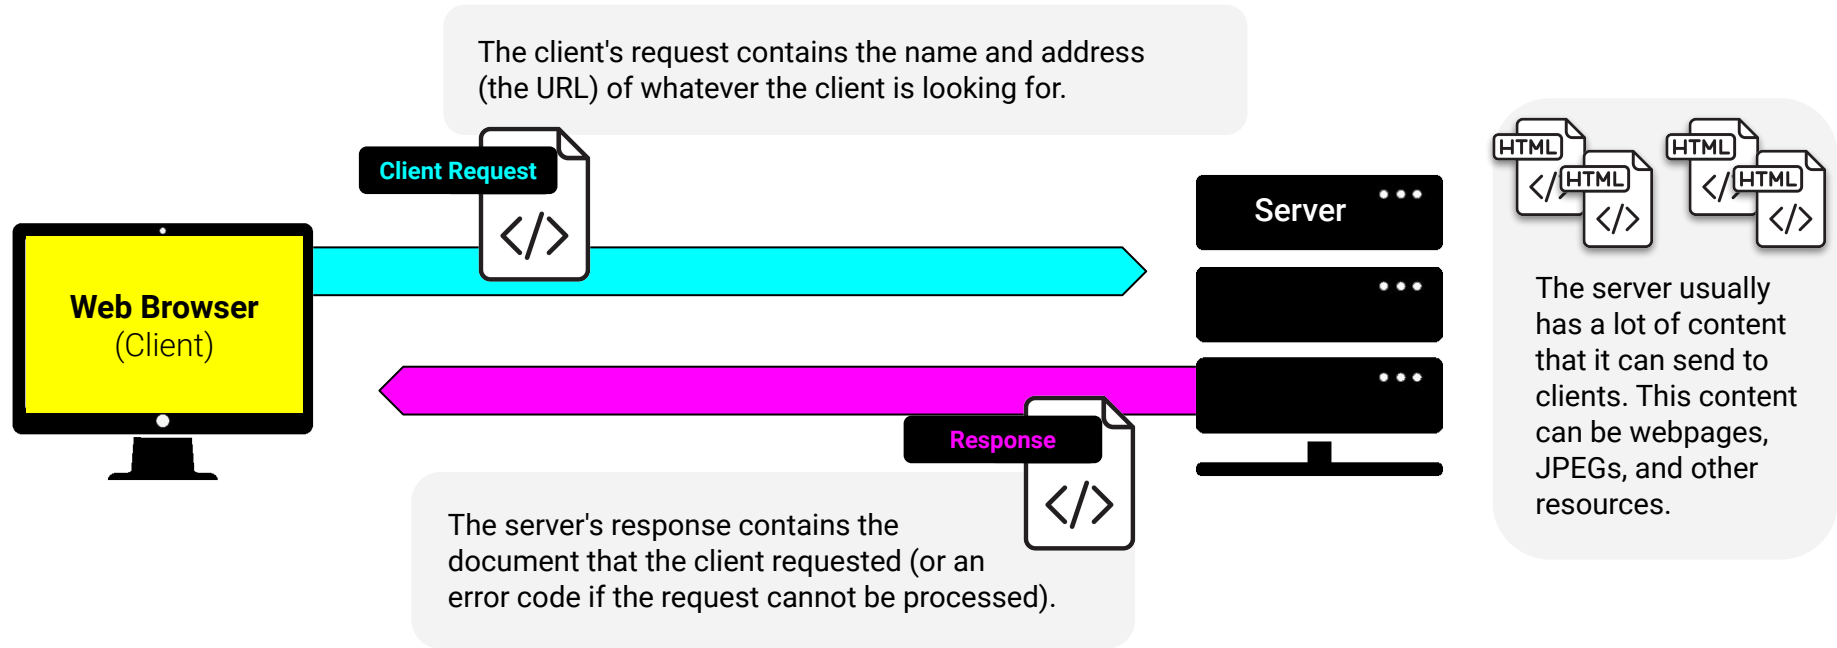 The client's request contains the name and address
(the URL) of whatever the client is looking for.
Client Request
</>
Web Browser
(Client)
Server
HTML
</>
HTML
</>
HTML
</>
HTML
</>
The server usually
has a lot of content
that it can send to
clients. This content
can be webpages,
JPEGs, and other
resources.
Response
</>
The server's response contains the
document that the client requested (or an
error code if the request cannot be processed).